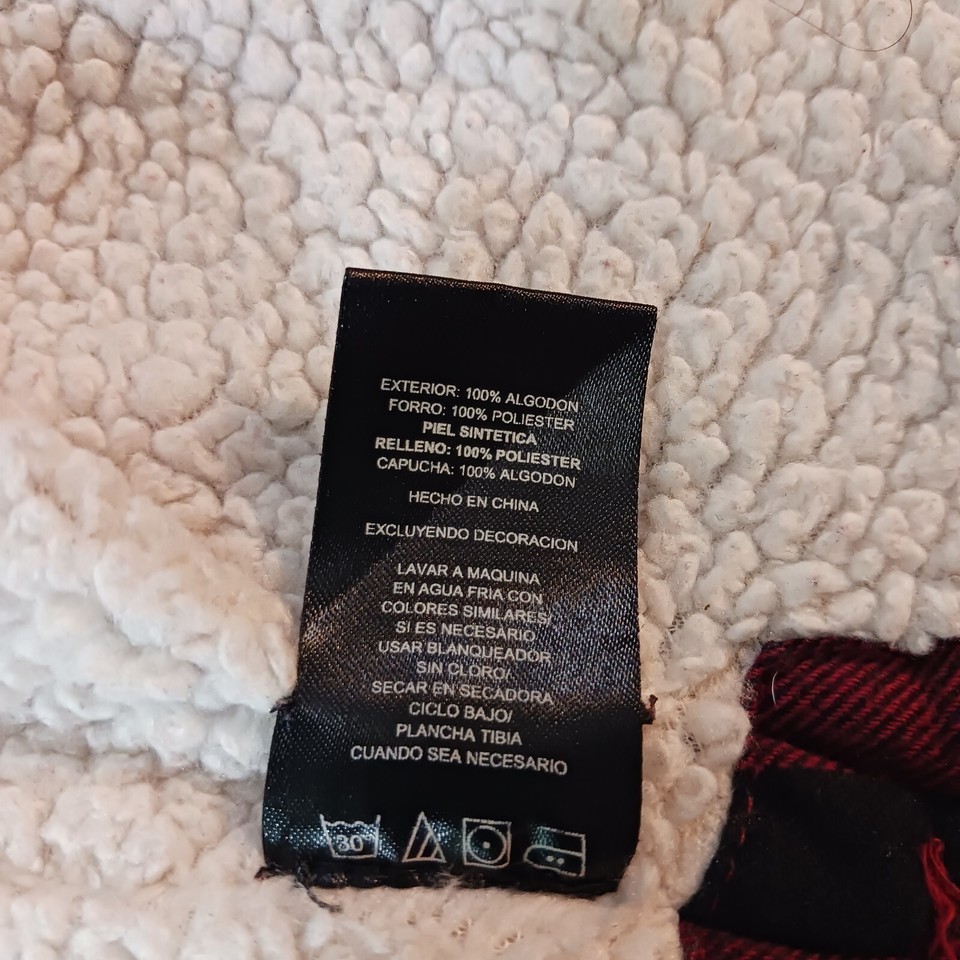 EXTERIOR: 100% ALGODON
FORRO: 100% POLIESTER
PIEL SINTETICA
RELLENO: 100% POLIESTER
CAPUCHA: 100% ALGODON
HECHO EN CHINA
EXCLUYENDO DECORACION
LAVAR A MAQUINA
EN AGUA FRIA CON
COLORES SIMILARES/
SI ES NECESARIO
USAR BLANQUEADOR
SIN CLORO/
SECAR EN SECADORA
CICLO BAJO/
PLANCHA TIBIA
CUANDO SEA NECESARIO
30°